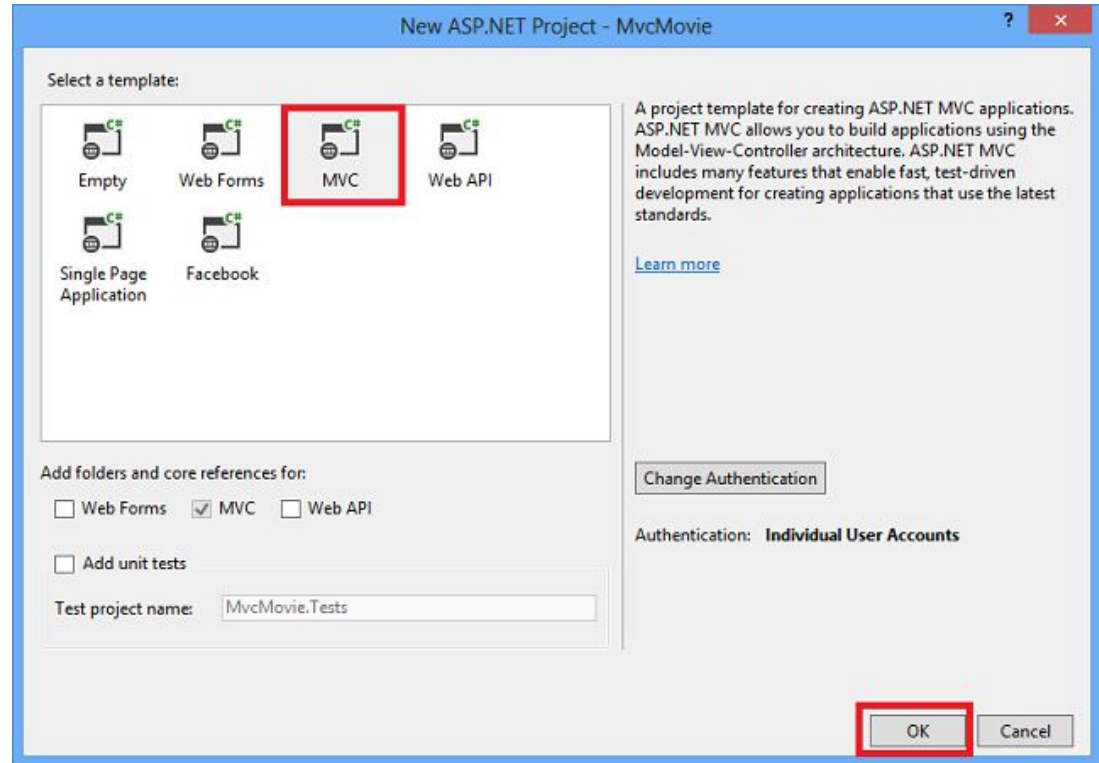 New ASP.NET Project - MvcMovie
?
Select a template:
C# C# C# C#
Empty Web Forms MVC Web API
C# C#
Single Page Facebook
Application
A project template for creating ASP.NET MVC applications.
ASP.NET MVC allows you to build applications using the
Model-View-Controller architecture. ASP.NET MVC
includes many features that enable fast, test-driven
development for creating applications that use the latest
standards.
Learn more
Add folders and core references for:
Web Forms MVC Web API
Add unit tests
Test project name: MvcMovie.Tests
Change Authentication
Authentication: Individual User Accounts
OK Cancel